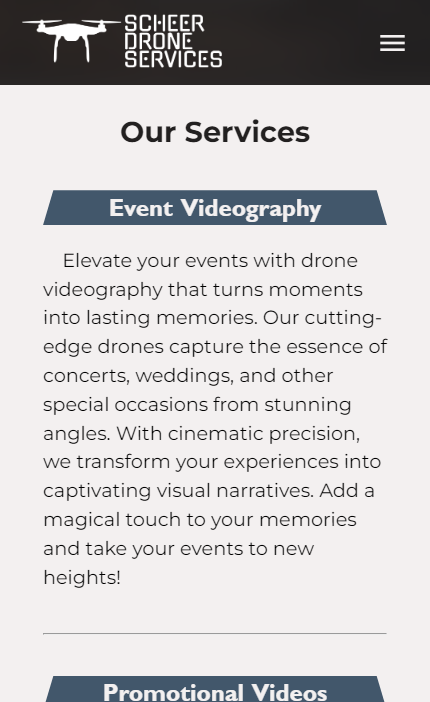 SCHEER
DRONE
SERVICES
Our Services
Event Videography
Elevate your events with drone
videography that turns moments
into lasting memories. Our cutting-
edge drones capture the essence of
concerts, weddings, and other
special occasions from stunning
angles. With cinematic precision,
we transform your experiences into
captivating visual narratives. Add a
magical touch to your memories
and take your events to new
heights!
Promotional Videos